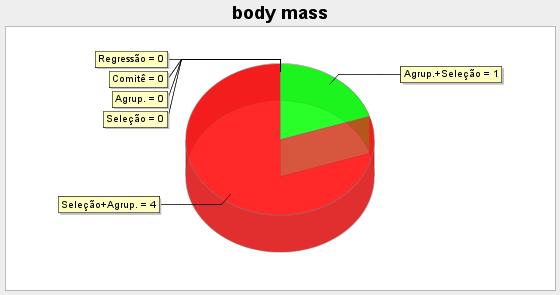 body mass
Regressão = 0
Comitê = 0
Agrup. = 0
Seleção = 0
Agrup.+Seleção = 1
Seleção+Agrup. = 4